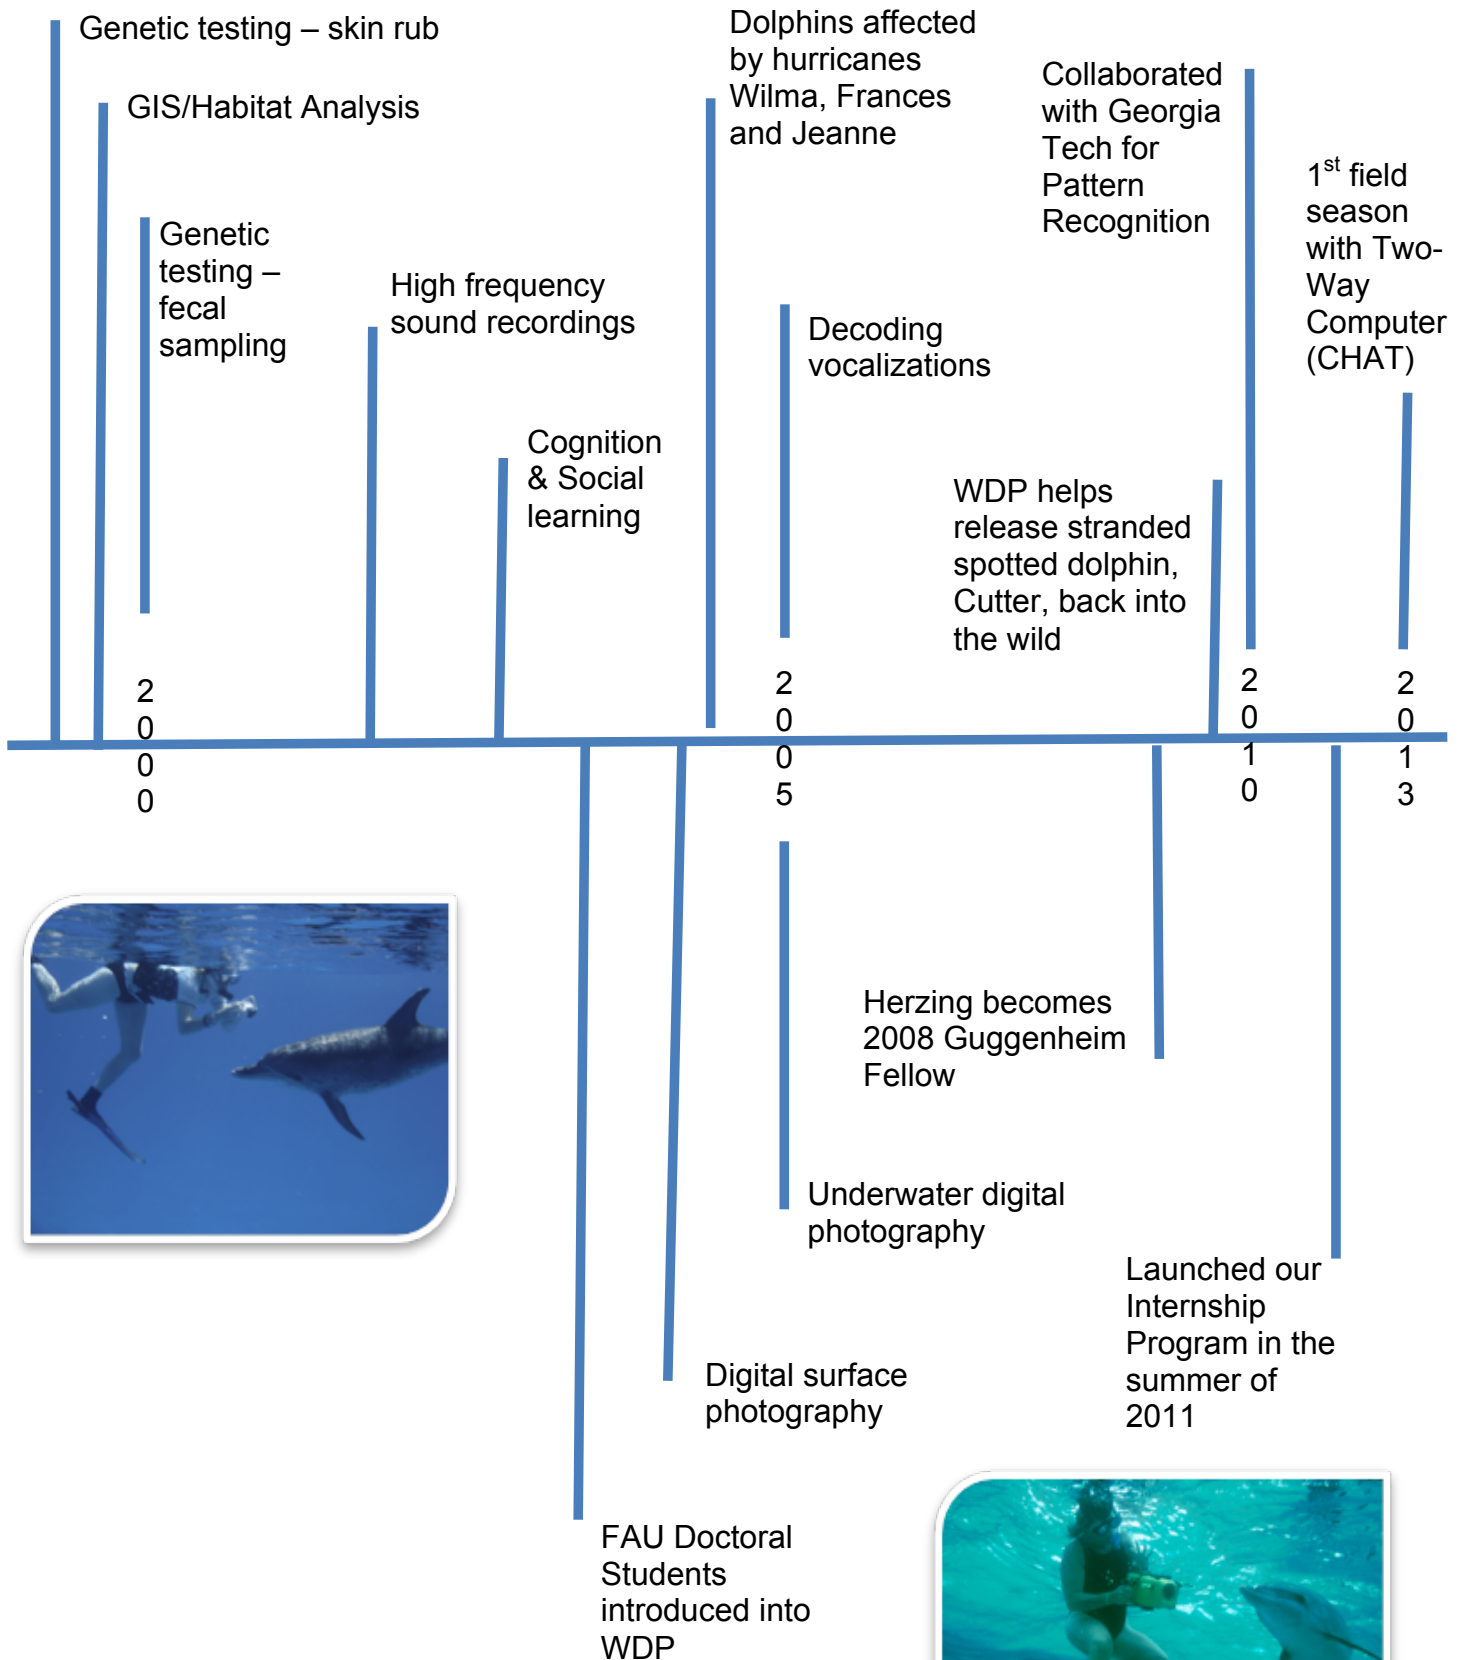 Genetic testing – skin rub
GIS/Habitat Analysis
Genetic
testing –
fecal
sampling
High frequency
sound recordings
Cognition
& Social
learning
Dolphins affected
by hurricanes
Wilma, Frances
and Jeanne
Decoding
vocalizations
Collaborated
with Georgia
Tech for
Pattern
Recognition
WDP helps
release stranded
spotted dolphin,
Cutter, back into
the wild
1st field
season
with Two-
Way
Computer
(CHAT)
2
0
0
0
2
0
0
5
2
0
1
0
2
0
1
3
Herzing becomes
2008 Guggenheim
Fellow
Underwater digital
photography
Launched our
Internship
Program in the
summer of
2011
Digital surface
photography
FAU Doctoral
Students
introduced into
WDP